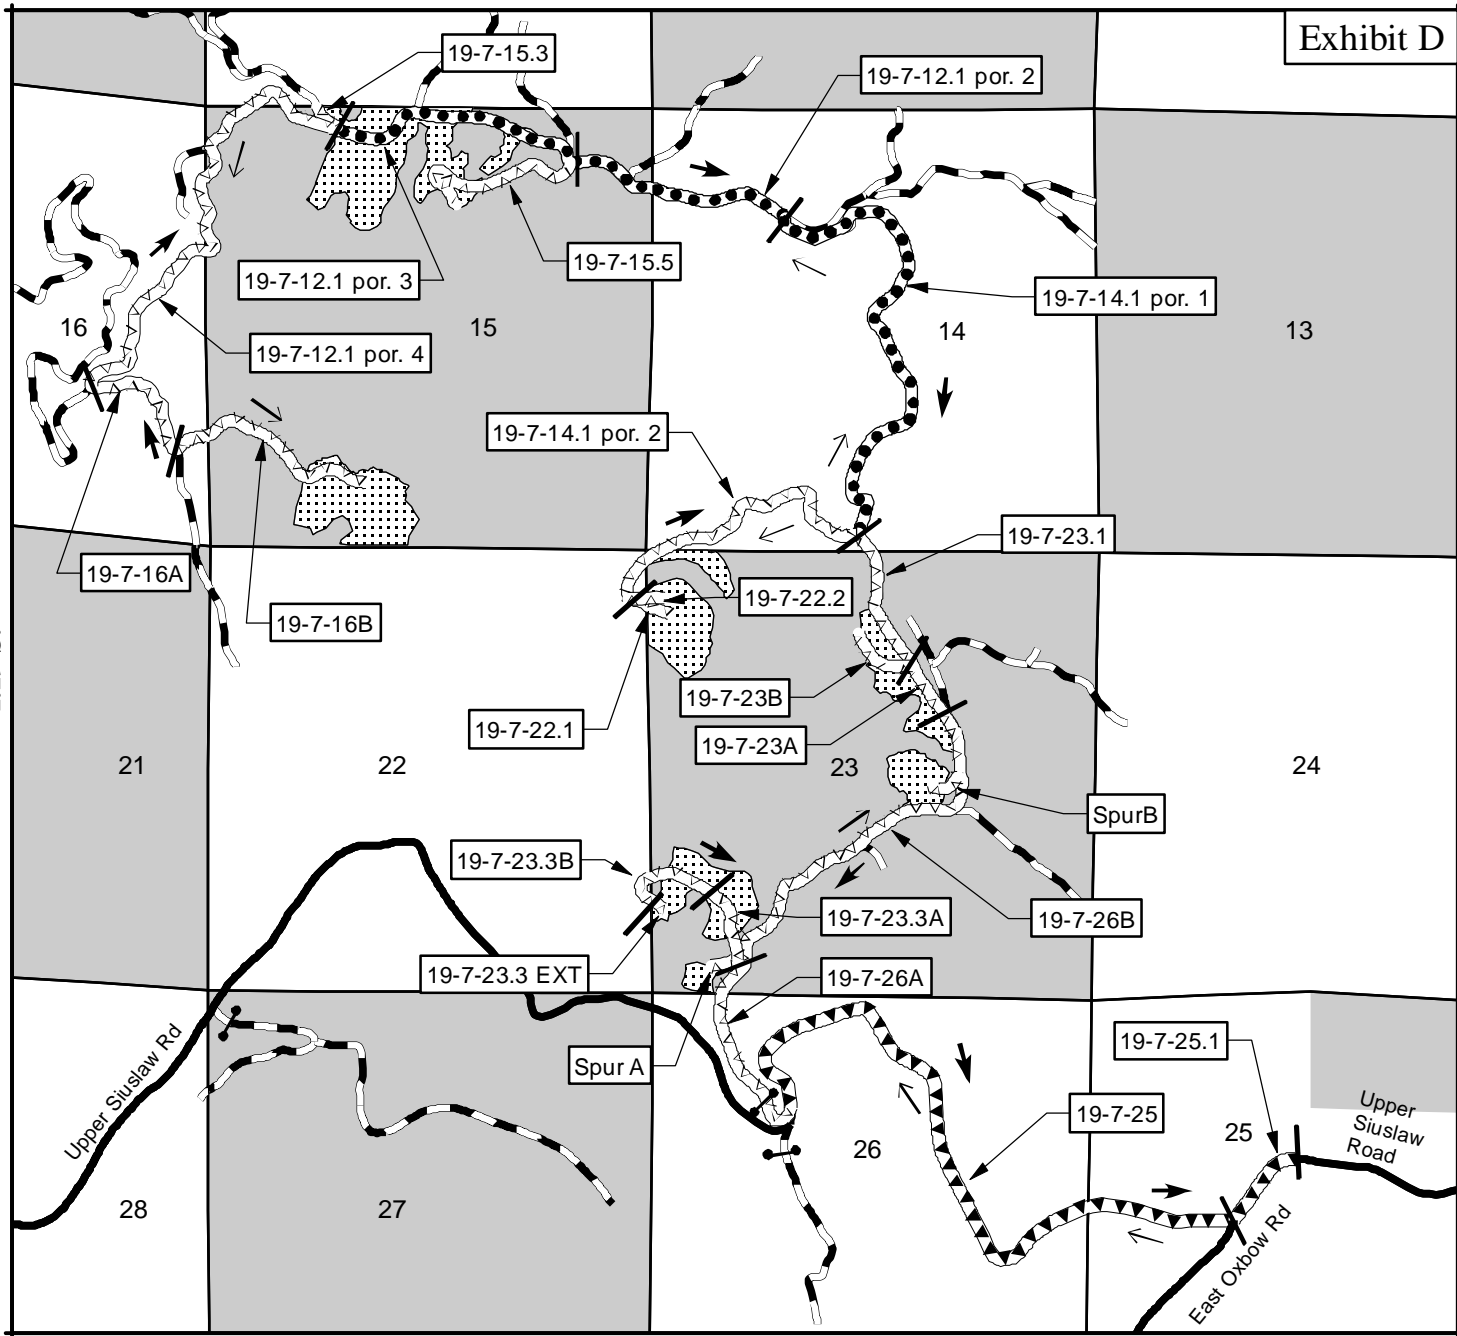 Exhibit D
19-7-15.3
19-7-12.1 por. 2
19-7-15.5
19-7-12.1 por. 3
19-7-14.1 por. 1
16
15
14
13
19-7-12.1 por. 4
19-7-14.1 por. 2
19-7-23.1
19-7-16A
19-7-22.2
19-7-16B
19-7-23B
19-7-22.1
19-7-23A
21
22
23
24
SpurB
19-7-23.3B
19-7-23.3A
19-7-26B
19-7-23.3 EXT
19-7-26A
Upper Siuslaw Rd
Spur A
19-7-25.1
19-7-25
Upper
Siuslaw
Road
25
26
28
27
East Oxbow Rd